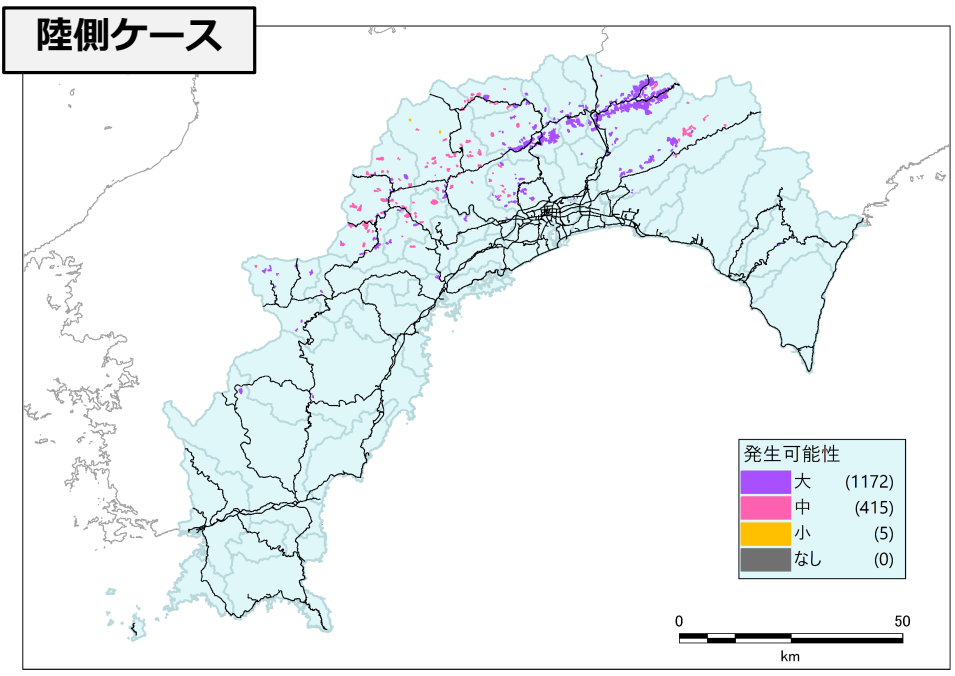 陸側ケース
発生可能性
大 (1172)
中 (415)
小 (5)
なし (0)
0 50
km